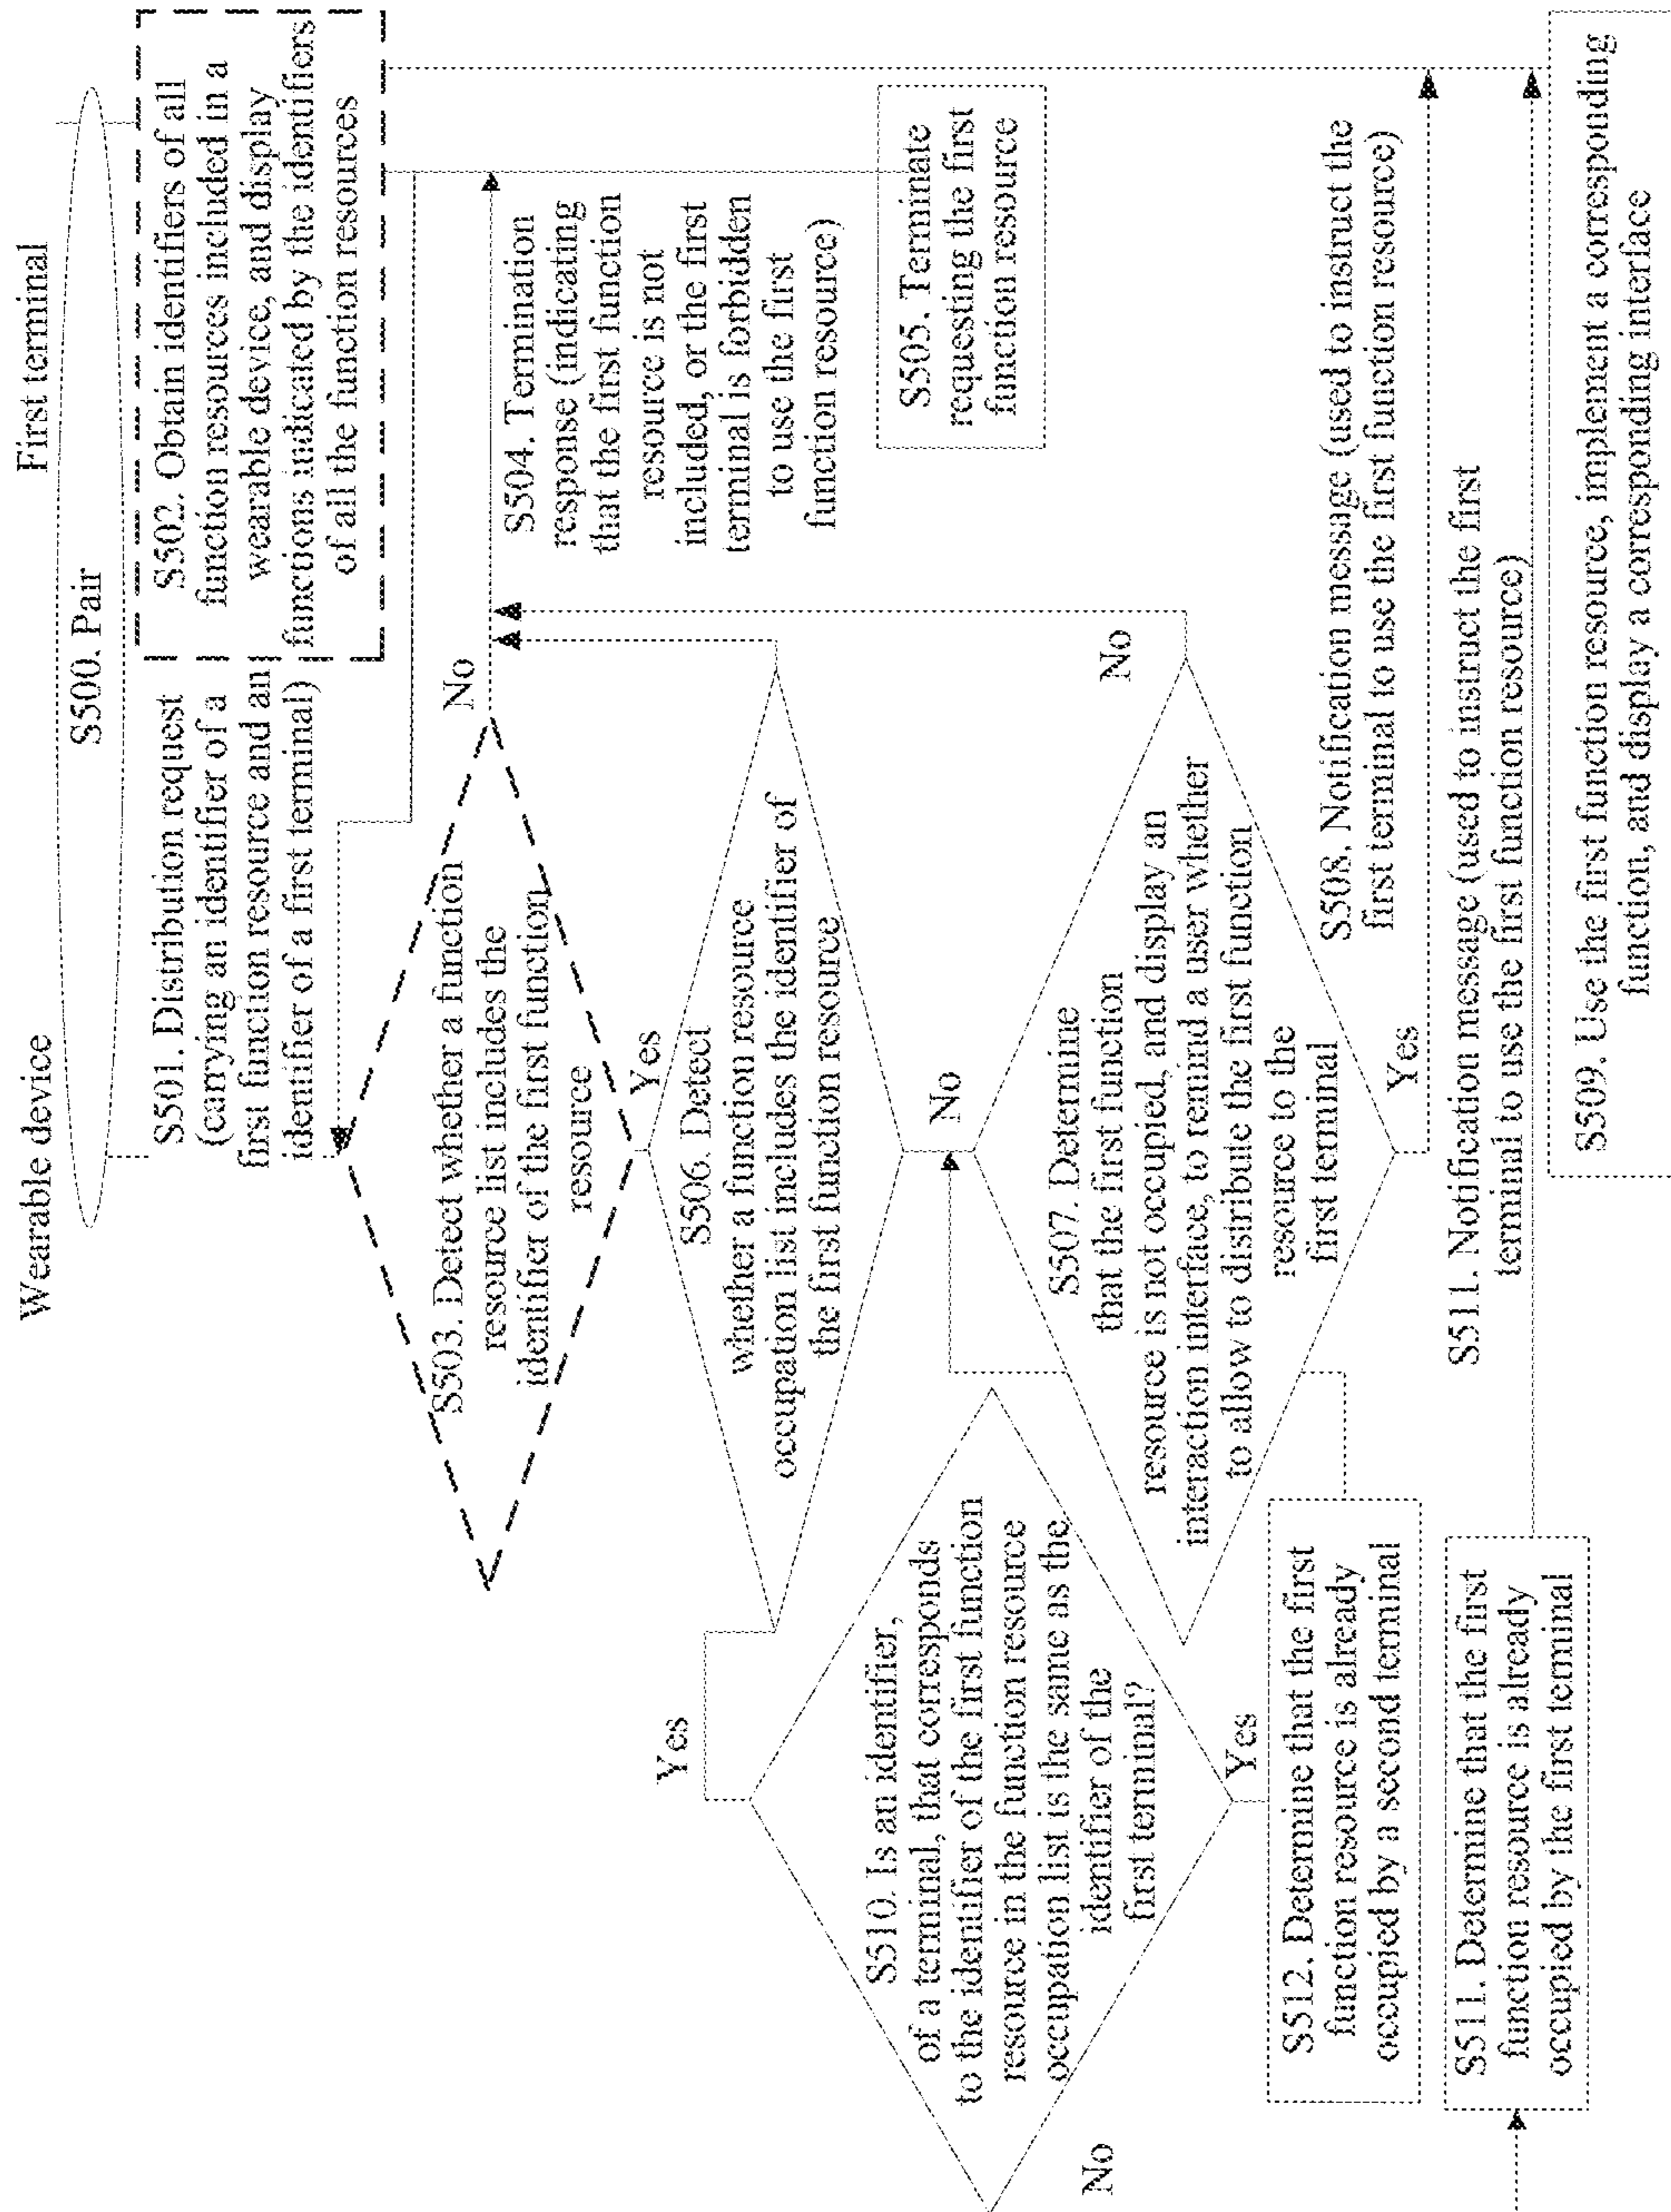 Wearable device
First terminal
S500. Pair
S501. Distribution request
(carrying an identifier of a
first function resource and an
identifier of a first terminal)
S502. Obtain identifiers of all
function resources included in a
wearable device, and display
functions indicated by the identifiers
of all the function resources
S503. Detect whether a function
resource list includes the
identifier of the first function
resource
No
Yes
S504. Termination
response (indicating
that the first function
resource is not
included, or the first
terminal is forbidden
to use the first
function resource)
S505. Terminate
requesting the first
function resource
S506. Detect
whether a function resource
occupation list includes the identifier of
the first function resource
Yes
No
S510. Is an identifier,
of a terminal, that corresponds
to the identifier of the first function
resource in the function resource
occupation list is the same as the
identifier of the
first terminal?
No
Yes
S507. Determine
that the first function
resource is not occupied, and display an
interaction interface, to remind a user whether
to allow to distribute the first function
resource to the
first terminal
No
Yes
S508. Notification message (used to instruct the
first terminal to use the first function resource)
S512. Determine that the first
function resource is already
occupied by a second terminal
S511. Determine that the first
function resource is already
occupied by the first terminal
S511. Notification message (used to instruct the first
terminal to use the first function resource)
S509. Use the first function resource, implement a corresponding
function, and display a corresponding interface